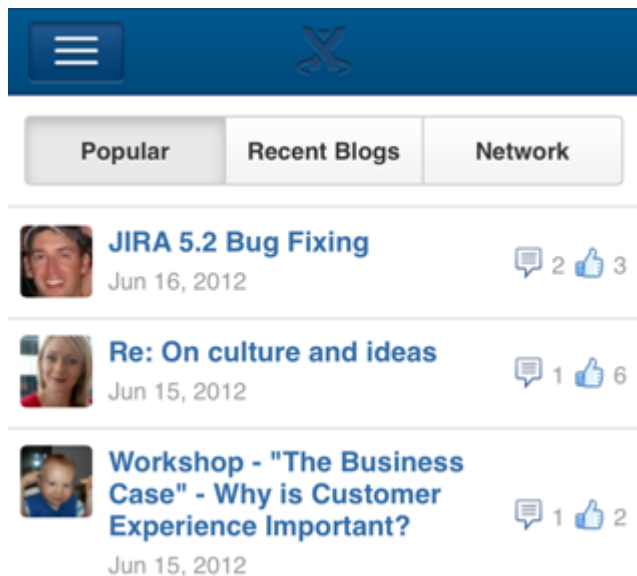 Popular
Recent Blogs
Network
JIRA 5.2 Bug Fixing
Jun 16, 2012
2
3
Re: On culture and ideas
Jun 15, 2012
1
6
Workshop - "The Business
Case" - Why is Customer
Experience Important?
1
2
Jun 15, 2012